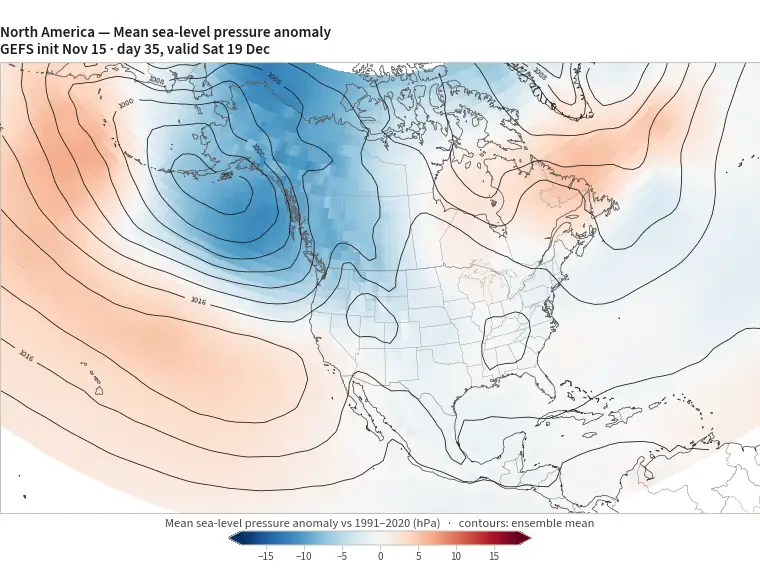 North America — Mean sea-level pressure anomaly
GEFS init Nov 15 · day 35, valid Sat 19 Dec
1008
1008
1008
1000
1016
1016
Mean sea-level pressure anomaly vs 1991–2020 (hPa) · contours: ensemble mean
−15 −10 −5 0 5 10 15